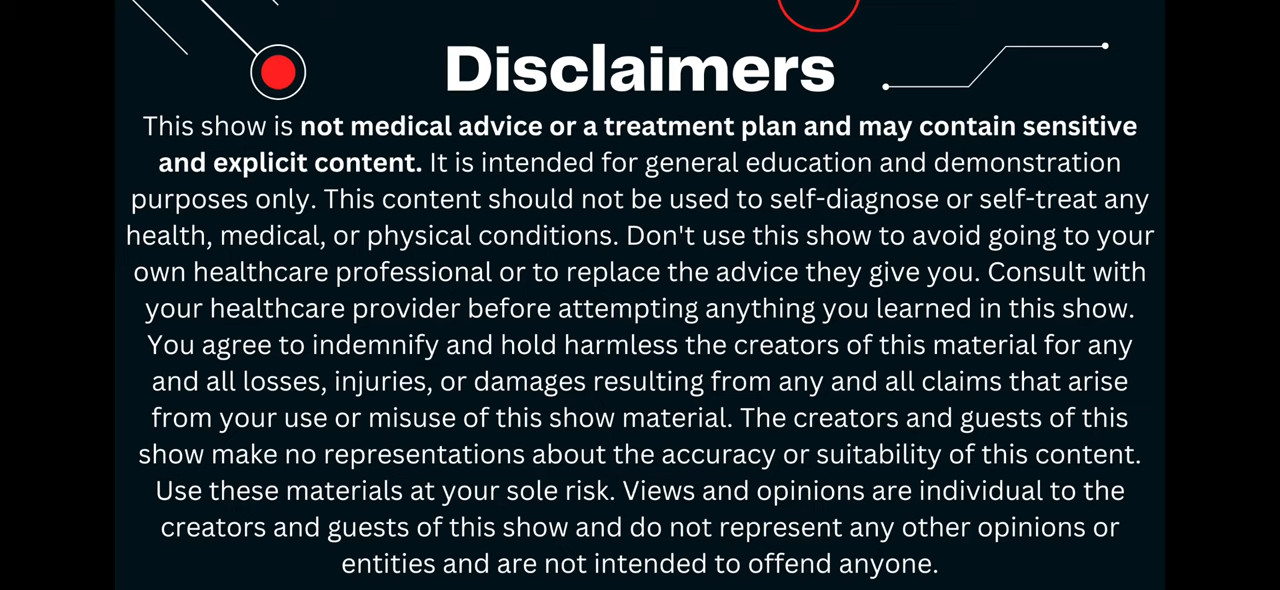 Disclaimers
This show is not medical advice or a treatment plan and may contain sensitive
and explicit content. It is intended for general education and demonstration
purposes only. This content should not be used to self-diagnose or self-treat any
health, medical, or physical conditions. Don't use this show to avoid going to your
own healthcare professional or to replace the advice they give you. Consult with
your healthcare provider before attempting anything you learned in this show.
You agree to indemnify and hold harmless the creators of this material for any
and all losses, injuries, or damages resulting from any and all claims that arise
from your use or misuse of this show material. The creators and guests of this
show make no representations about the accuracy or suitability of this content.
Use these materials at your sole risk. Views and opinions are individual to the
creators and guests of this show and do not represent any other opinions or
entities and are not intended to offend anyone.